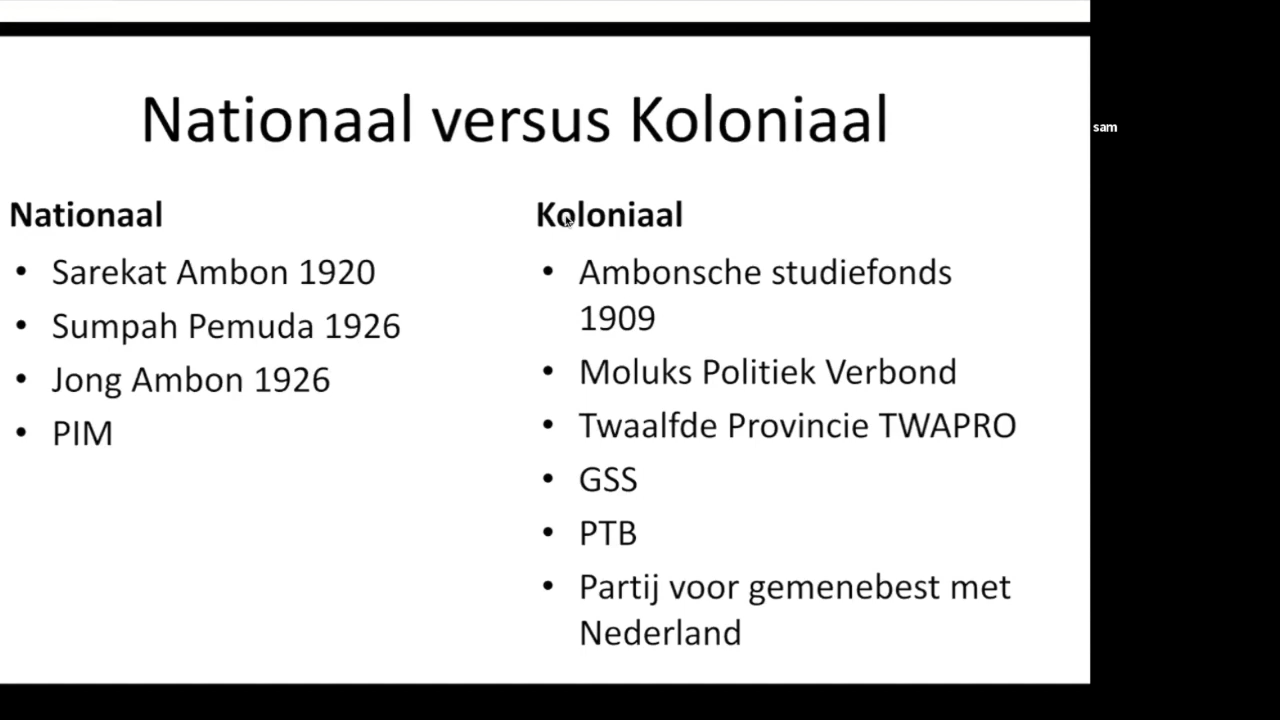 Nationaal versus Koloniaal
Nationaal
• Sarekat Ambon 1920
• Sumpah Pemuda 1926
• Jong Ambon 1926
• PIM
Koloniaal
• Ambonsche studiefonds
1909
• Moluks Politiek Verbond
• Twaalfde Provincie TWAPRO
• GSS
• PTB
• Partij voor gemenebest met
Nederland
sam